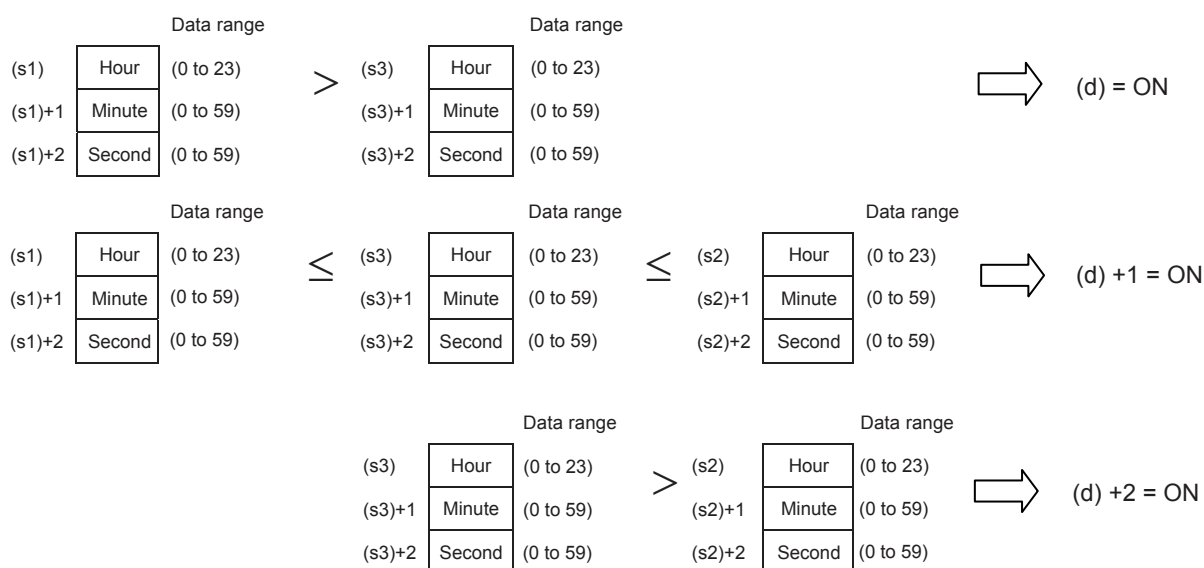 Data range Data range
(s1) Hour (0 to 23) > (s3) Hour (0 to 23) (d) = ON
(s1)+1 Minute (0 to 59) (s3)+1 Minute (0 to 59)
(s1)+2 Second (0 to 59) (s3)+2 Second (0 to 59)
Data range Data range Data range
(s1) Hour (0 to 23) ≤ (s3) Hour (0 to 23) ≤ (s2) Hour (0 to 23) (d) +1 = ON
(s1)+1 Minute (0 to 59) (s3)+1 Minute (0 to 59) (s2)+1 Minute (0 to 59)
(s1)+2 Second (0 to 59) (s3)+2 Second (0 to 59) (s2)+2 Second (0 to 59)
Data range Data range
(s3) Hour (0 to 23) > (s2) Hour (0 to 23) (d) +2 = ON
(s3)+1 Minute (0 to 59) (s2)+1 Minute (0 to 59)
(s3)+2 Second (0 to 59) (s2)+2 Second (0 to 59)